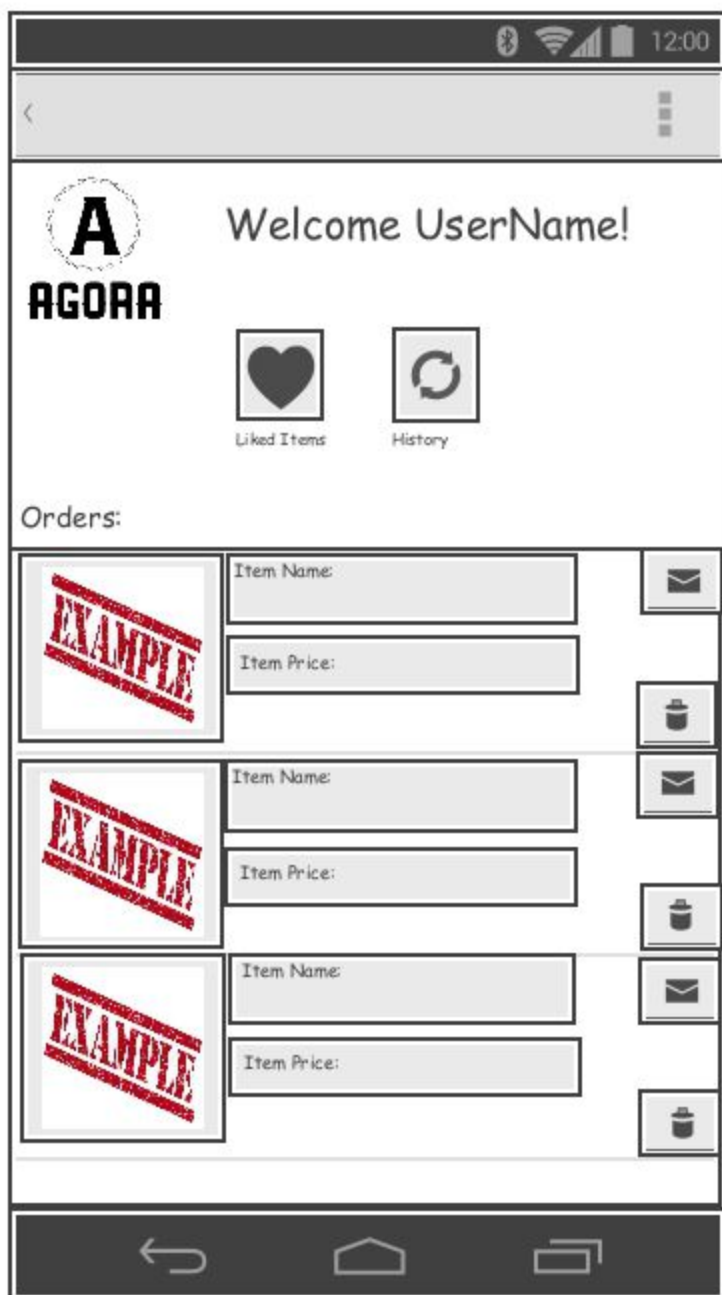 12:00
A
AGORA
Welcome UserName!
Liked Items
History
Orders:
EXAMPLE
Item Name:
Item Price:
EXAMPLE
Item Name:
Item Price:
EXAMPLE
Item Name:
Item Price: